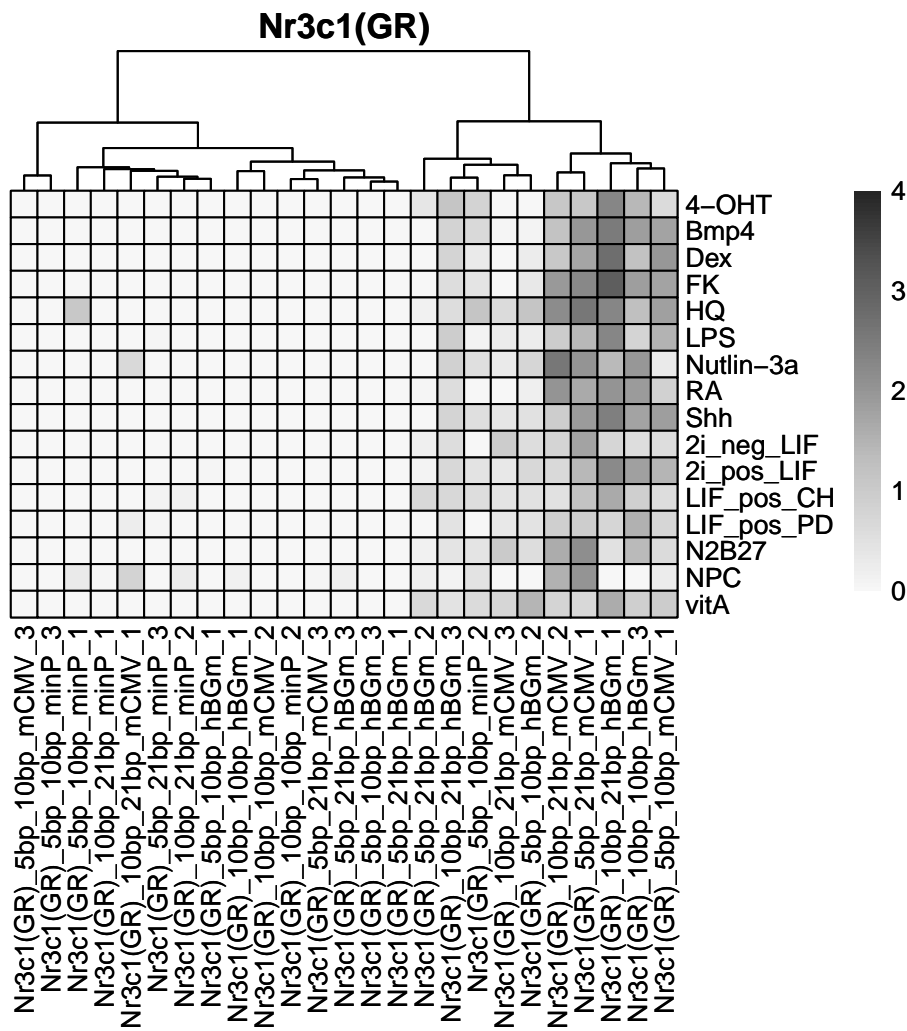 Nr3c1(GR)
4−OHT
Bmp4
Dex
FK
HQ
LPS
Nutlin−3a
RA
Shh
2i_neg_LIF
2i_pos_LIF
LIF_pos_CH
LIF_pos_PD
N2B27
NPC
vitA
4
3
2
1
0
Nr3c1(GR)_5bp_10bp_mCMV_3
Nr3c1(GR)_5bp_10bp_minP_3
Nr3c1(GR)_5bp_10bp_minP_1
Nr3c1(GR)_10bp_21bp_minP_1
Nr3c1(GR)_10bp_21bp_mCMV_1
Nr3c1(GR)_5bp_21bp_minP_3
Nr3c1(GR)_10bp_21bp_minP_2
Nr3c1(GR)_5bp_10bp_hBGm_1
Nr3c1(GR)_10bp_10bp_hBGm_1
Nr3c1(GR)_10bp_10bp_mCMV_2
Nr3c1(GR)_10bp_10bp_minP_2
Nr3c1(GR)_5bp_21bp_mCMV_3
Nr3c1(GR)_5bp_21bp_hBGm_3
Nr3c1(GR)_5bp_10bp_hBGm_3
Nr3c1(GR)_5bp_21bp_hBGm_1
Nr3c1(GR)_5bp_21bp_hBGm_2
Nr3c1(GR)_10bp_21bp_hBGm_3
Nr3c1(GR)_5bp_10bp_minP_2
Nr3c1(GR)_10bp_21bp_mCMV_3
Nr3c1(GR)_5bp_10bp_hBGm_2
Nr3c1(GR)_10bp_21bp_mCMV_2
Nr3c1(GR)_5bp_21bp_mCMV_1
Nr3c1(GR)_10bp_21bp_hBGm_1
Nr3c1(GR)_10bp_10bp_hBGm_3
Nr3c1(GR)_5bp_10bp_mCMV_1